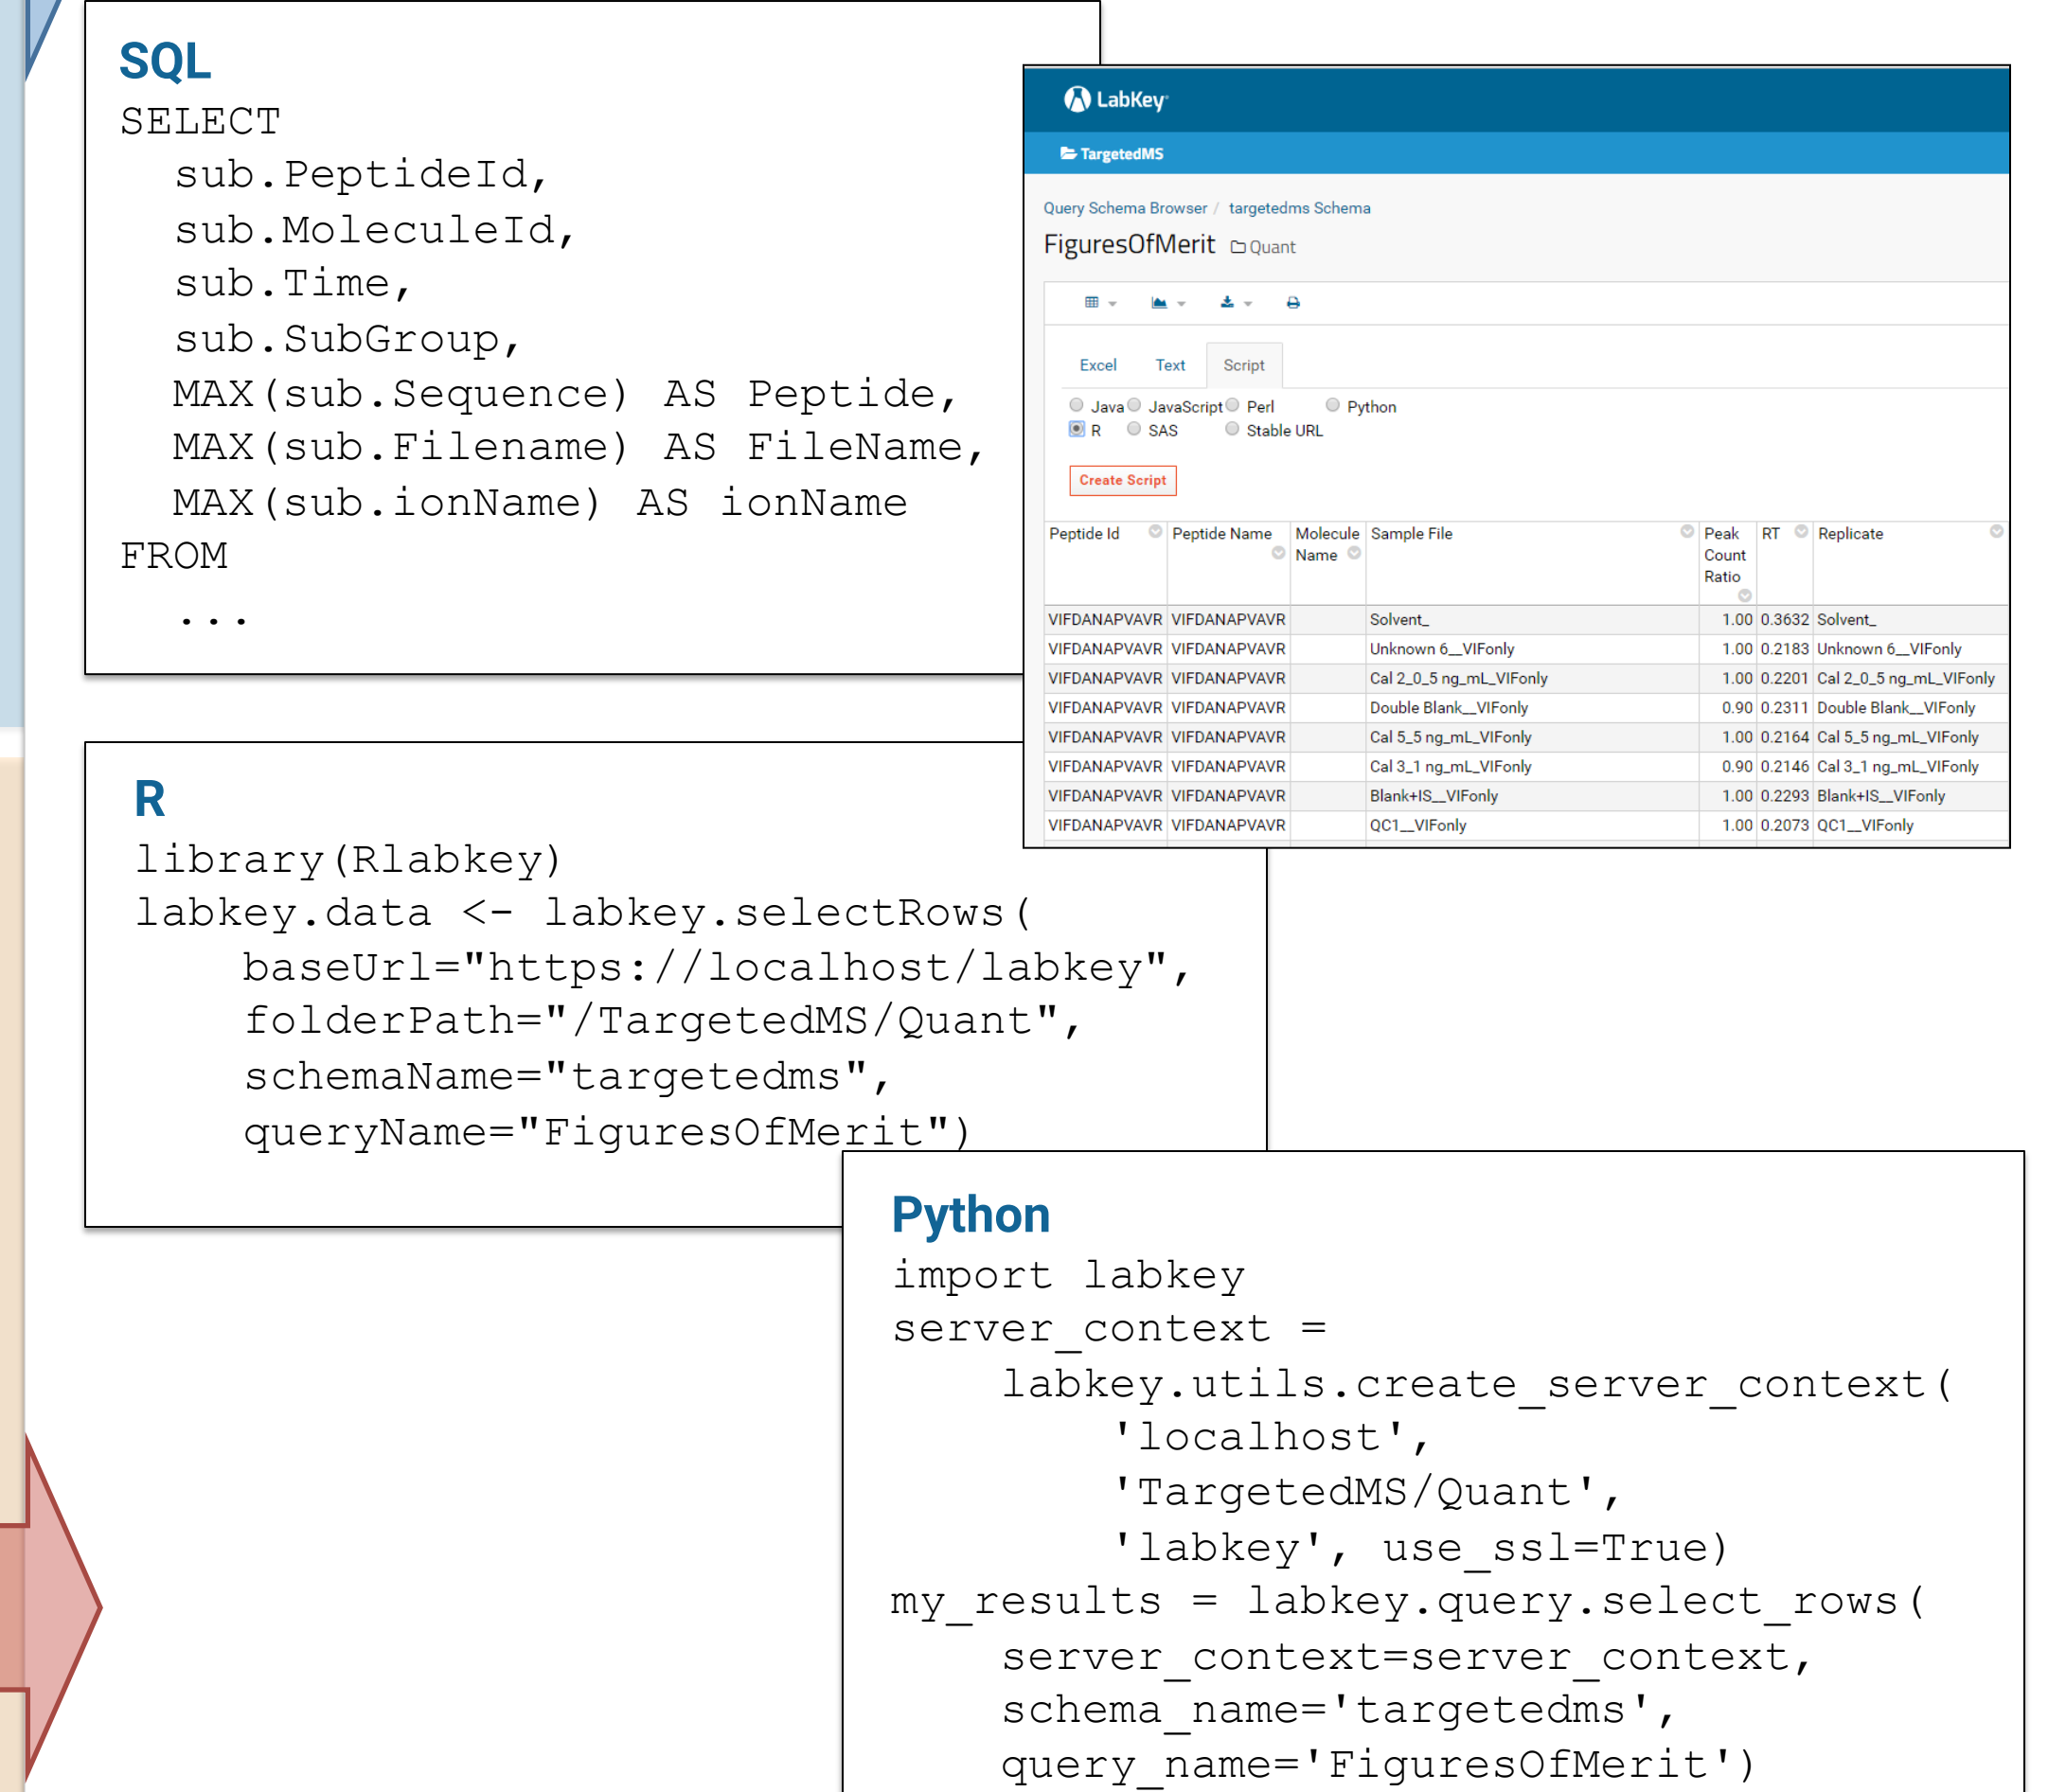 SQL
SELECT
sub.PeptideId,
sub.MoleculeId,
sub.Time,
sub.SubGroup,
MAX(sub.Sequence) AS Peptide,
MAX(sub.Filename) AS FileName,
MAX(sub.ionName) AS ionName
FROM
...
LabKey
TargetedMS
Query Schema Browser / targetedms Schema
FiguresOfMerit Quant
Excel Text Script
Java JavaScript Perl Python
R SAS Stable URL
Create Script
Peptide Id Peptide Name Molecule Sample File Peak RT Replicate
Name Count
Ratio
VIFDANAPVAVR VIFDANAPVAVR Solvent_ 1.00 0.3632 Solvent_
VIFDANAPVAVR VIFDANAPVAVR Unknown 6__VIFonly 1.00 0.2183 Unknown 6__VIFonly
VIFDANAPVAVR VIFDANAPVAVR Cal 2_0_5 ng_mL_VIFonly 1.00 0.2201 Cal 2_0_5 ng_mL_VIFonly
VIFDANAPVAVR VIFDANAPVAVR Double Blank__VIFonly 0.90 0.2311 Double Blank__VIFonly
VIFDANAPVAVR VIFDANAPVAVR Cal 5_5 ng_mL_VIFonly 1.00 0.2164 Cal 5_5 ng_mL_VIFonly
VIFDANAPVAVR VIFDANAPVAVR Cal 3_1 ng_mL_VIFonly 0.90 0.2146 Cal 3_1 ng_mL_VIFonly
VIFDANAPVAVR VIFDANAPVAVR Blank+IS__VIFonly 1.00 0.2293 Blank+IS__VIFonly
VIFDANAPVAVR VIFDANAPVAVR QC1__VIFonly 1.00 0.2073 QC1__VIFonly
R
library(Rlabkey)
labkey.data <- labkey.selectRows(
baseUrl="https://localhost/labkey",
folderPath="/TargetedMS/Quant",
schemaName="targetedms",
queryName="FiguresOfMerit")
Python
import labkey
server_context =
labkey.utils.create_server_context(
'localhost',
'TargetedMS/Quant',
'labkey', use_ssl=True)
my_results = labkey.query.select_rows(
server_context=server_context,
schema_name='targetedms',
query_name='FiguresOfMerit')